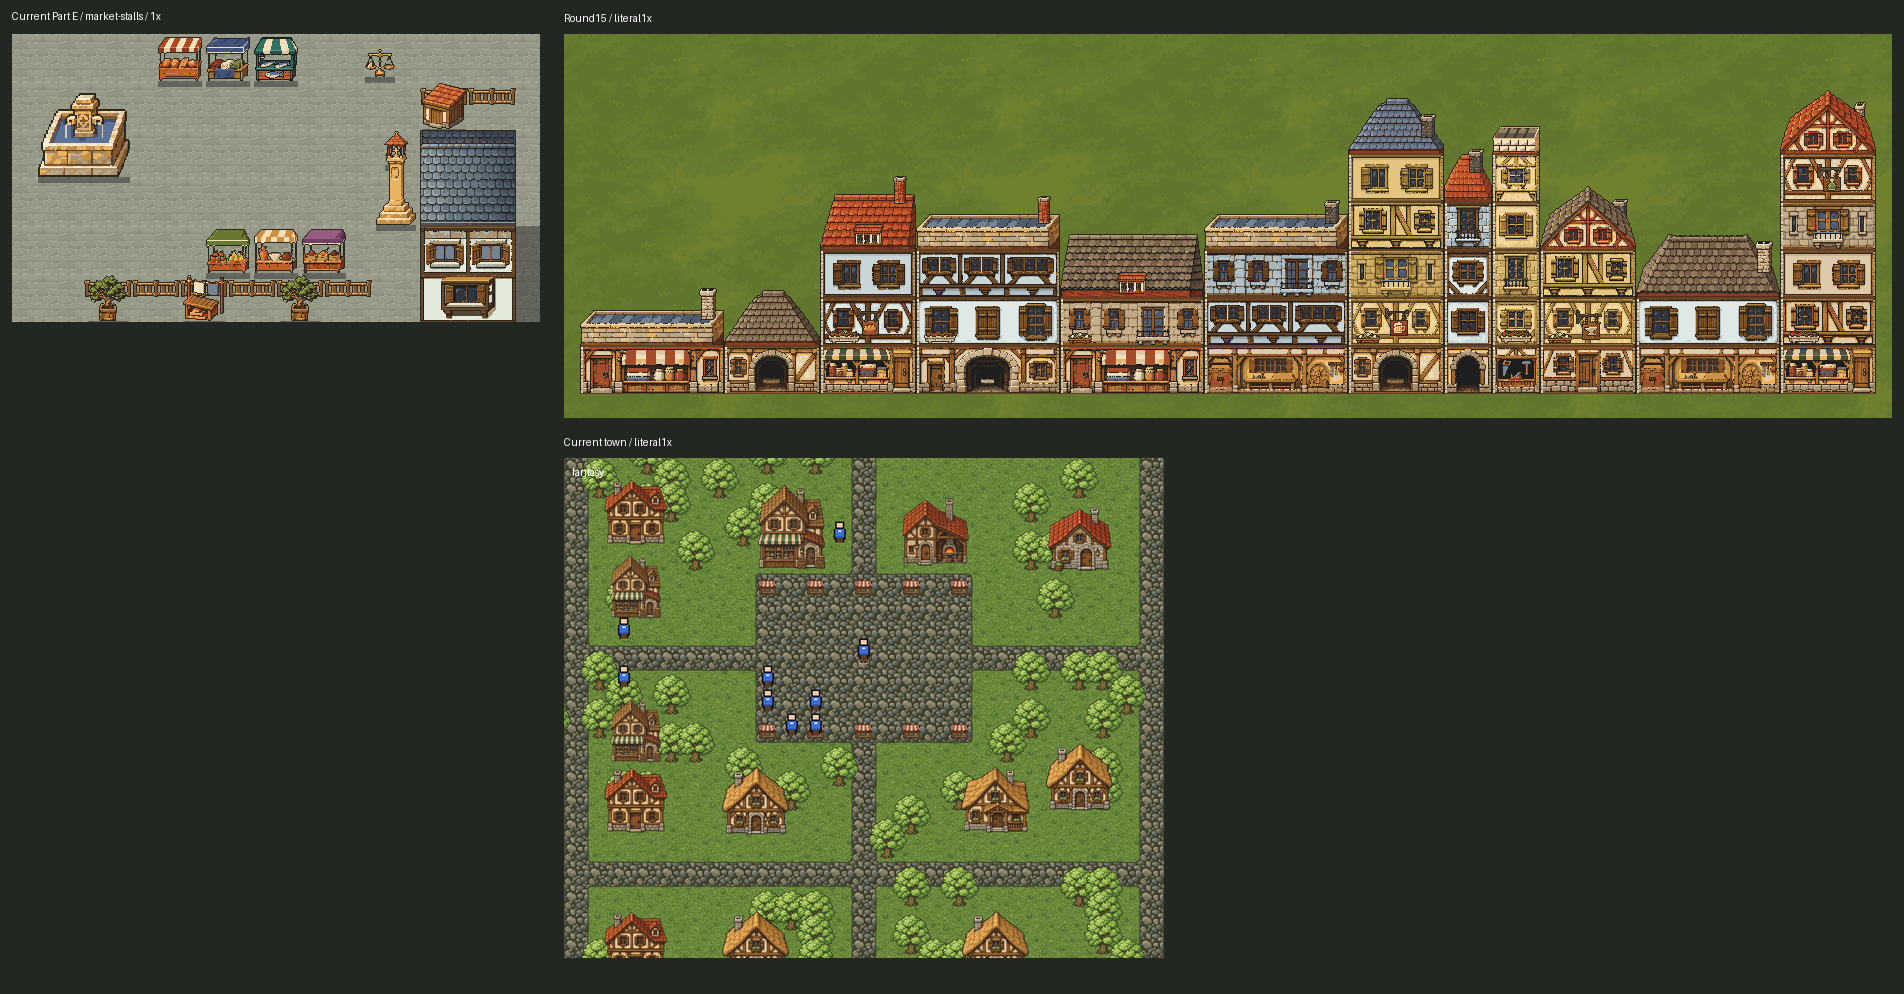 Current Part E / market-stalls / 1x
Round15 / literal1x
Current town / literal1x
fantasy